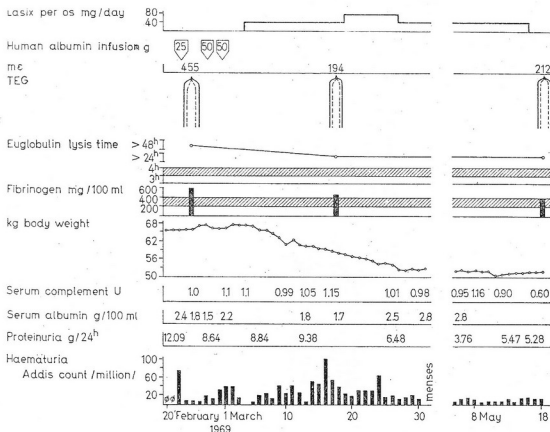 Lasix per os mg/day 80 40
Human albumin infusion g 25 50 50
mε 455 194 212
TEG
Euglobulin lysis time >48h >24h
4h
3h
Fibrinogen mg/100 ml 600 400 200
kg body weight 68 62 56 50
Serum complement U 1.0 1.1 1.1 0.99 1.05 1.15 1.01 0.98 0.95 1.16 0.90 0.60
Serum albumin g/100 ml 2.4 1.8 1.5 2.2 1.8 1.7 2.5 2.8 2.8
Proteinuria g/24h 12.09 8.64 8.84 9.38 6.48 3.76 5.47 5.28
Haematuria
Addis count /million/ 100 60 20 menses
20 February 1 March 10 20 30 8 May 18
1969